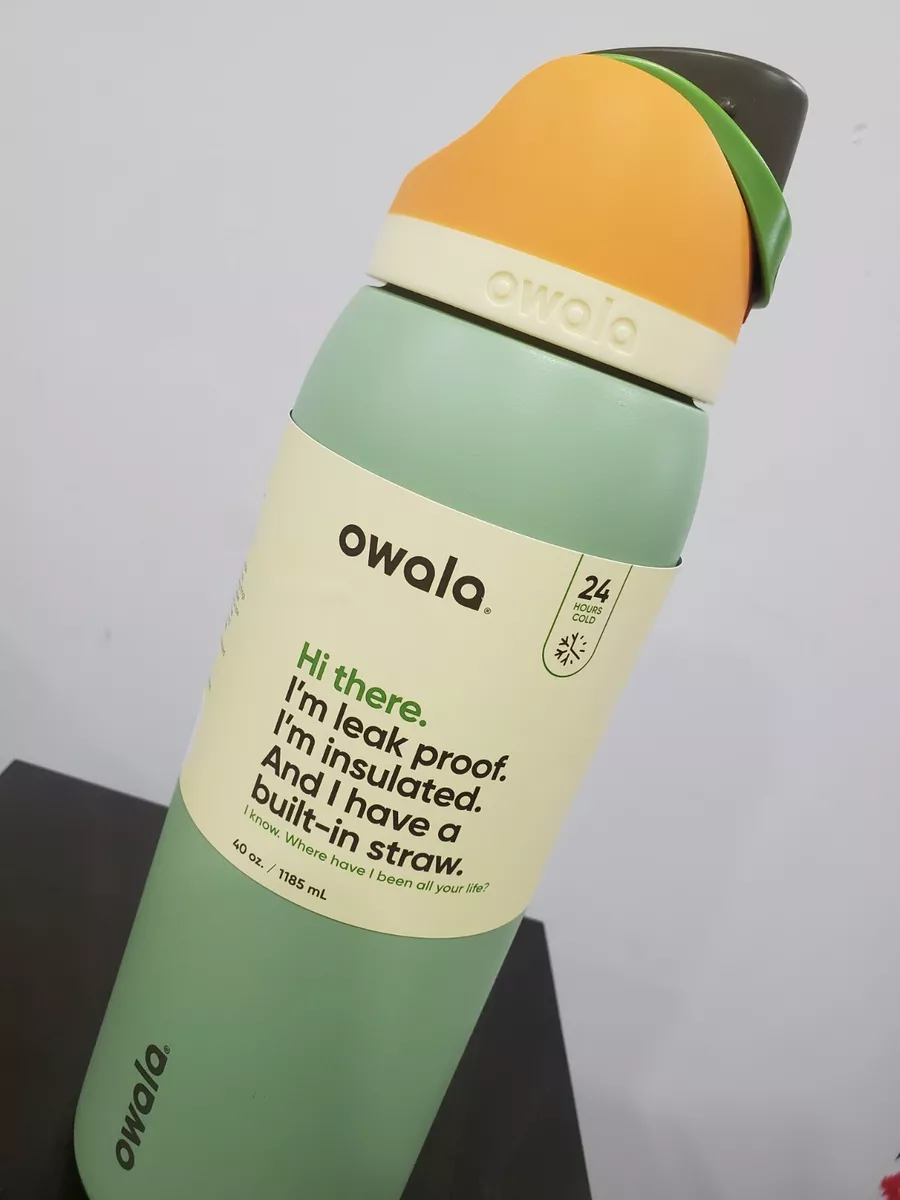 owala
owala®
24
HOURS
COLD
Hi there.
I'm leak proof.
I'm insulated.
And I have a
built-in straw.
I know. Where have I been all your life?
40 oz. / 1185 mL
owala®